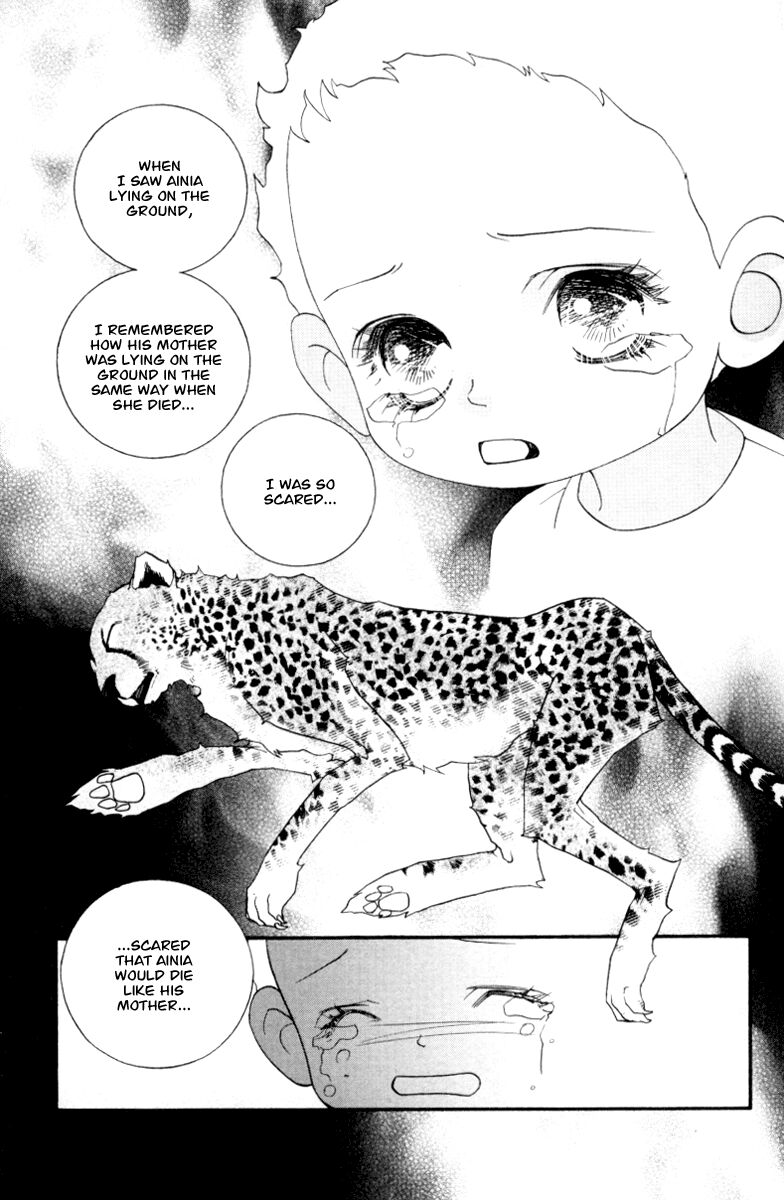 WHEN
I SAW AINIA
LYING ON THE
GROUND,
I REMEMBERED
HOW HIS MOTHER
WAS LYING ON THE
GROUND IN THE
SAME WAY WHEN
SHE DIED...
I WAS SO
SCARED...
...SCARED
THAT AINIA
WOULD DIE
LIKE HIS
MOTHER...